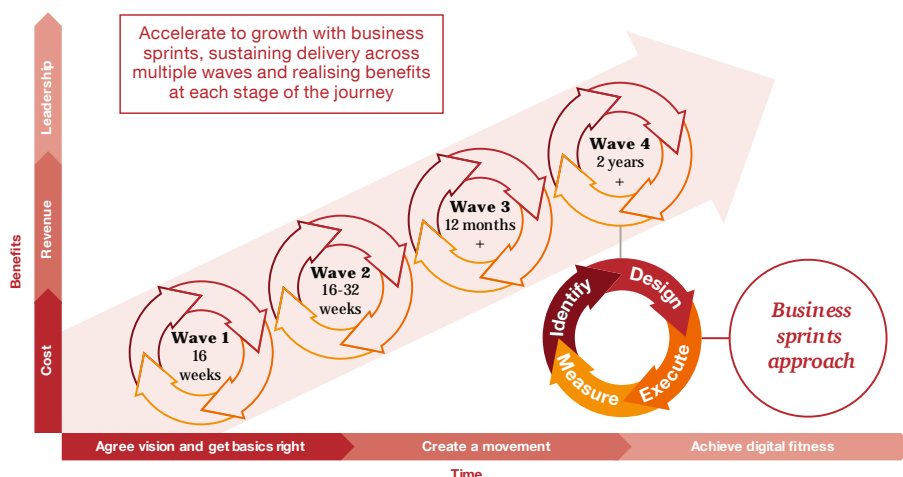 Accelerate to growth with business
sprints, sustaining delivery across
multiple waves and realising benefits
at each stage of the journey
Benefits
Leadership
Revenue
Cost
Wave 1
16
weeks
Wave 2
16-32
weeks
Wave 3
12 months
+
Wave 4
2 years
+
Identify
Design
Execute
Measure
Business
sprints
approach
Agree vision and get basics right
Create a movement
Achieve digital fitness
Time